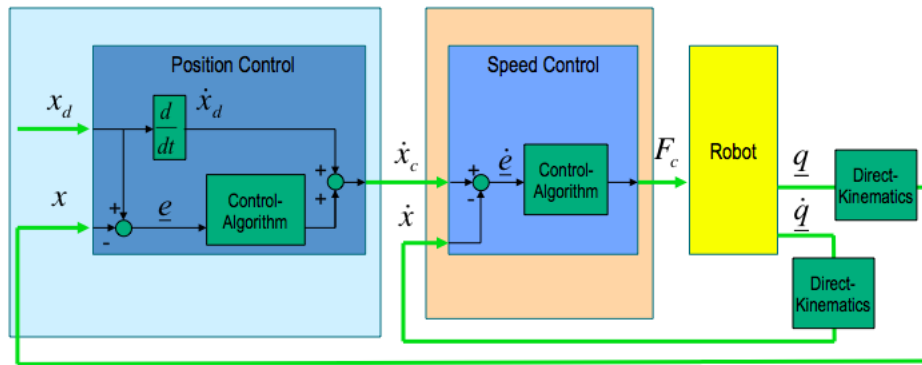 Position Control
x_d
d/dt
ẋ_d
+
+
x
+
-
e
Control-
Algorithm
ẋ_c
Speed Control
+
-
ė
Control-
Algorithm
ẋ
F_c
Robot
q
Direct-
Kinematics
q̇
Direct-
Kinematics